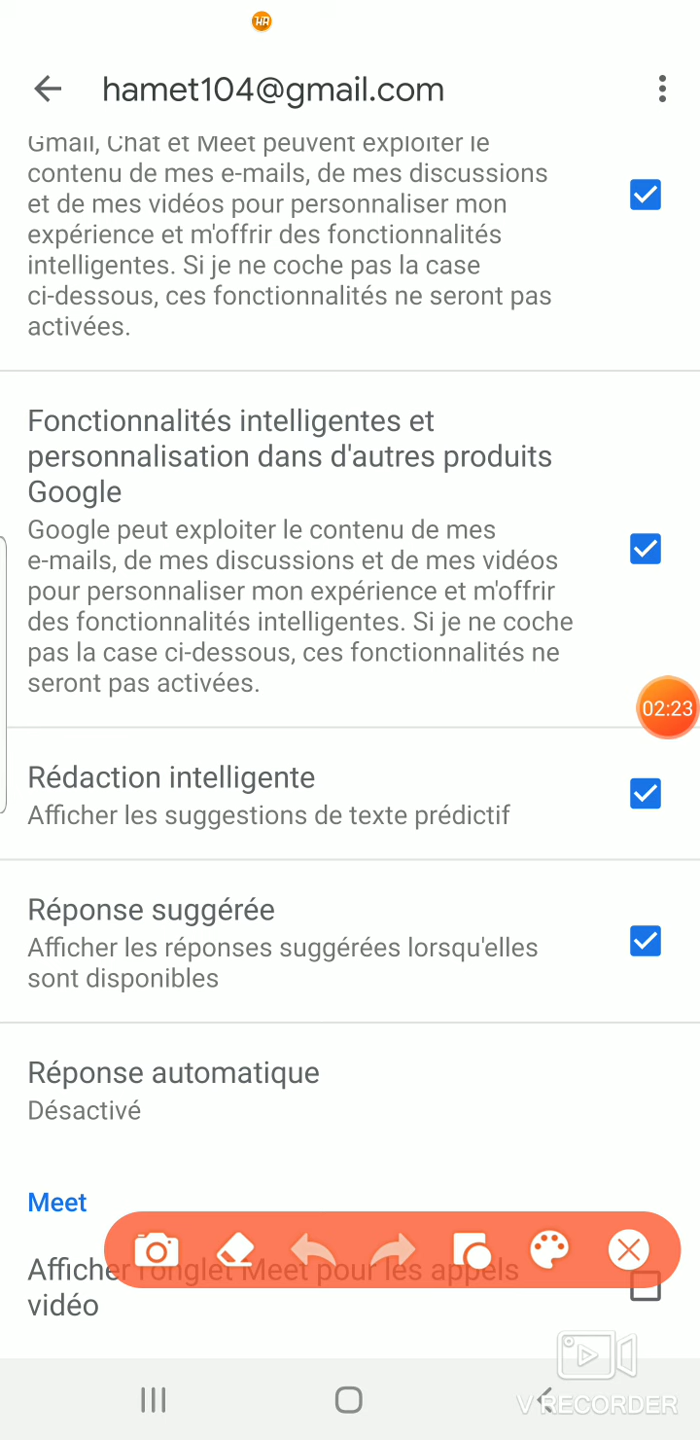 hamet104@gmail.com
Gmail, Chat et Meet peuvent exploiter le
contenu de mes e-mails, de mes discussions
et de mes vidéos pour personnaliser mon
expérience et m'offrir des fonctionnalités
intelligentes. Si je ne coche pas la case
ci-dessous, ces fonctionnalités ne seront pas
activées.
Fonctionnalités intelligentes et
personnalisation dans d'autres produits
Google
Google peut exploiter le contenu de mes
e-mails, de mes discussions et de mes vidéos
pour personnaliser mon expérience et m'offrir
des fonctionnalités intelligentes. Si je ne coche
pas la case ci-dessous, ces fonctionnalités ne
seront pas activées.
02:23
Rédaction intelligente
Afficher les suggestions de texte prédictif
Réponse suggérée
Afficher les réponses suggérées lorsqu'elles
sont disponibles
Réponse automatique
Désactivé
Meet
Afficher l'onglet Meet pour les appels
vidéo
V RECORDER